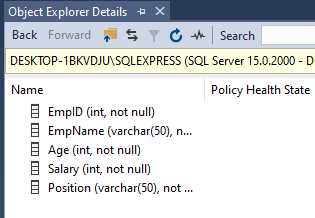 Object Explorer Details
Back Forward Search
DESKTOP-1BKVDJU\SQLEXPRESS (SQL Server 15.0.2000 - D
Name Policy Health State
EmpID (int, not null)
EmpName (varchar(50), n...
Age (int, not null)
Salary (int, not null)
Position (varchar(50), not ...